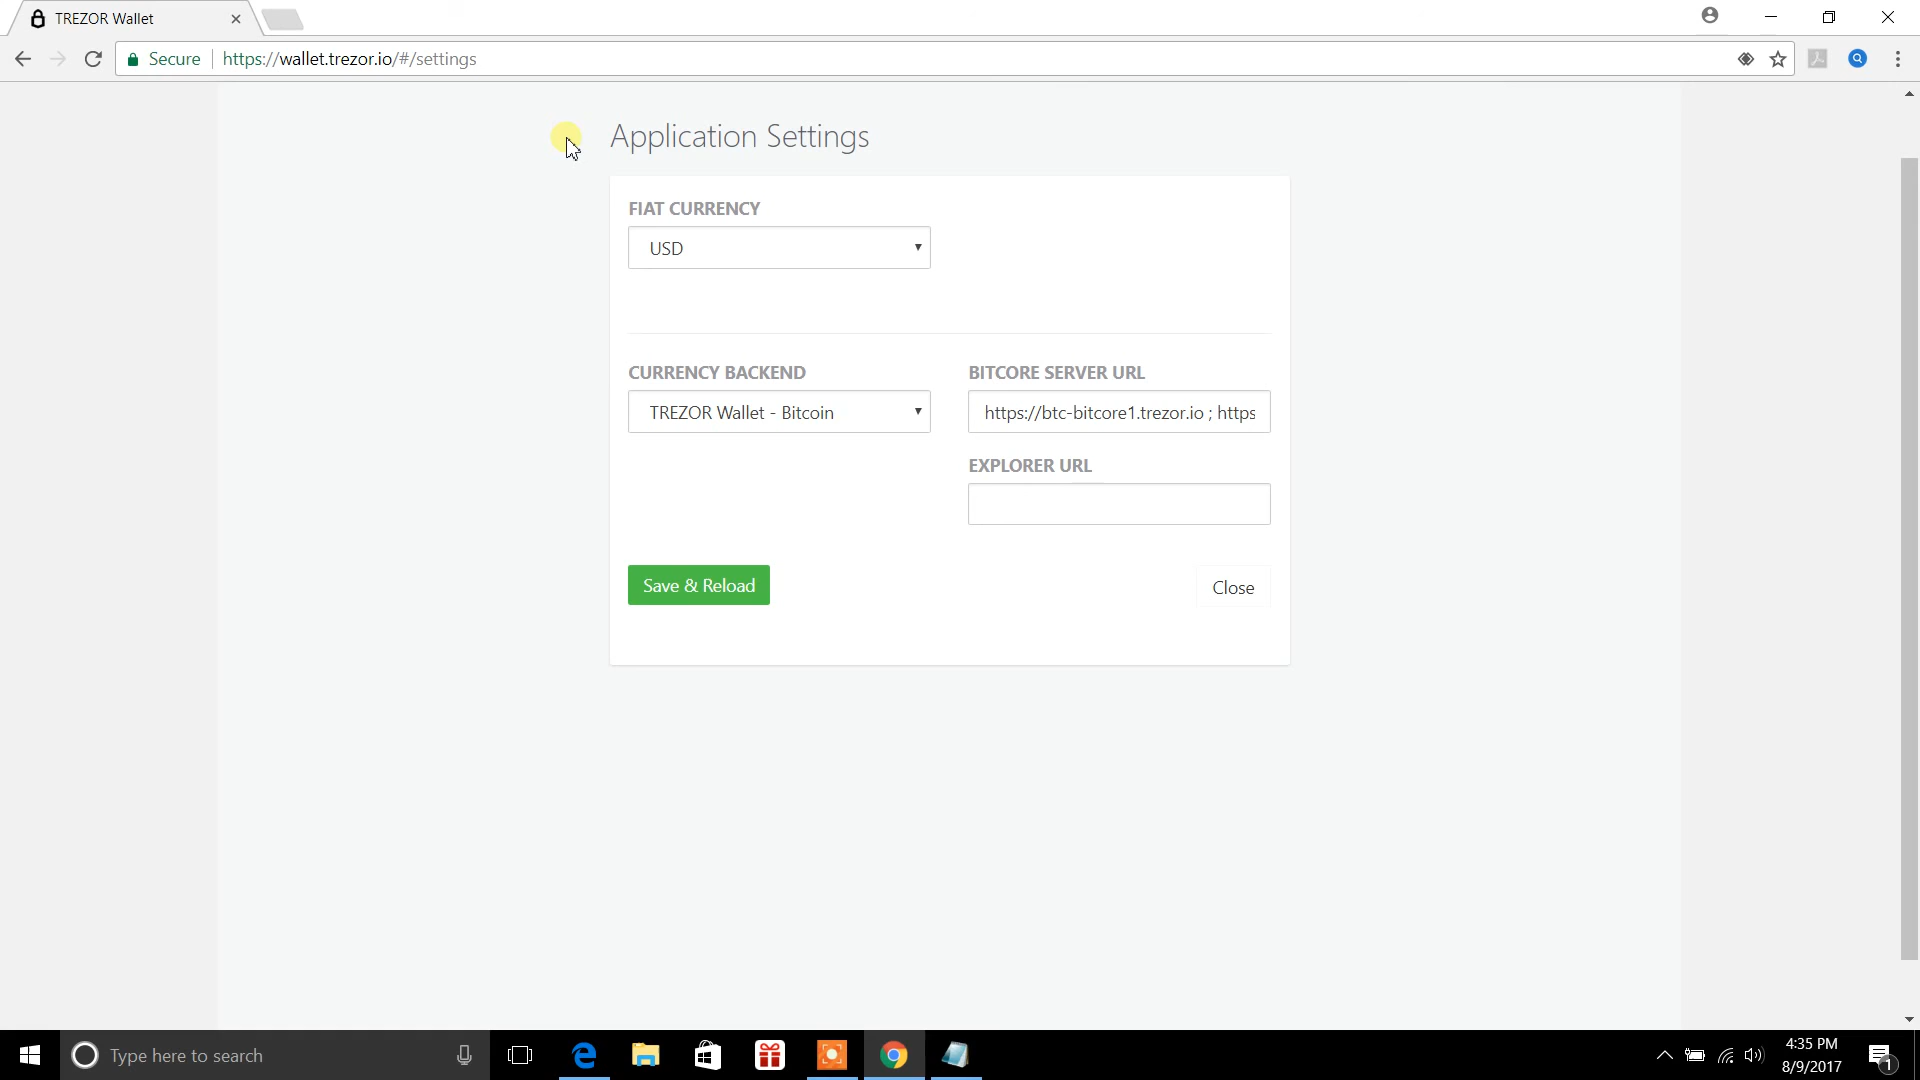 TREZOR Wallet
Secure https://wallet.trezor.io/#/settings
Application Settings
FIAT CURRENCY
USD
CURRENCY BACKEND
BITCORE SERVER URL
TREZOR Wallet - Bitcoin
https://btc-bitcore1.trezor.io ; https
EXPLORER URL
Save & Reload
Close
Type here to search
4:35 PM
8/9/2017
1